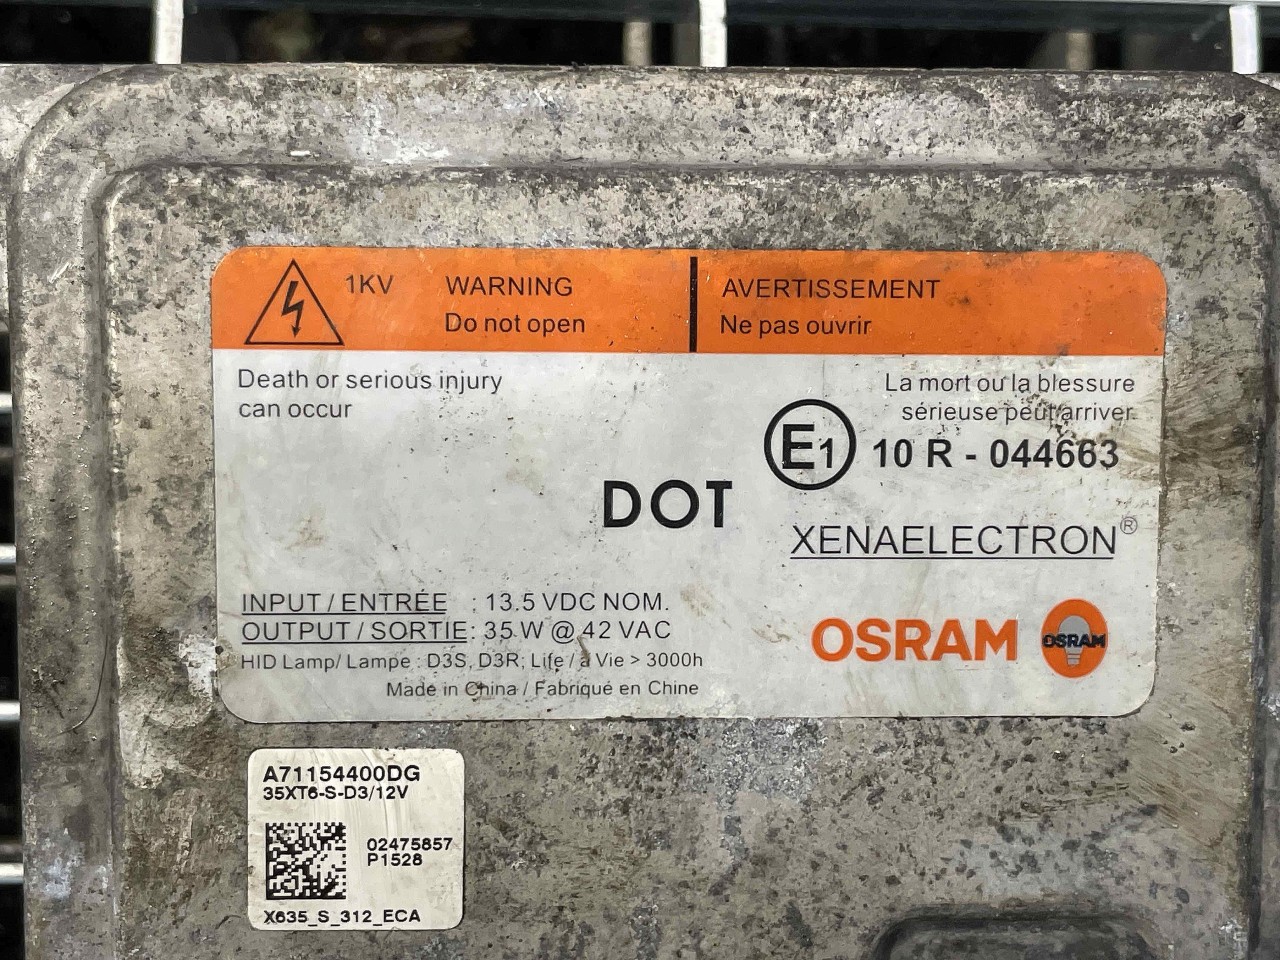 1KV
WARNING
Do not open
AVERTISSEMENT
Ne pas ouvrir
Death or serious injury
can occur
La mort ou la blessure
sérieuse peut arriver
E1 10 R - 044663
DOT
XENAELECTRON®
INPUT / ENTRÉE : 13.5 VDC NOM.
OUTPUT / SORTIE : 35 W @ 42 VAC
HID Lamp/ Lampe : D3S, D3R; Life / à Vie > 3000h
Made in China / Fabriqué en Chine
OSRAM
OSRAM
A71154400DG
35XT6-S-D3/12V
02475857
P1528
X635_S_312_ECA